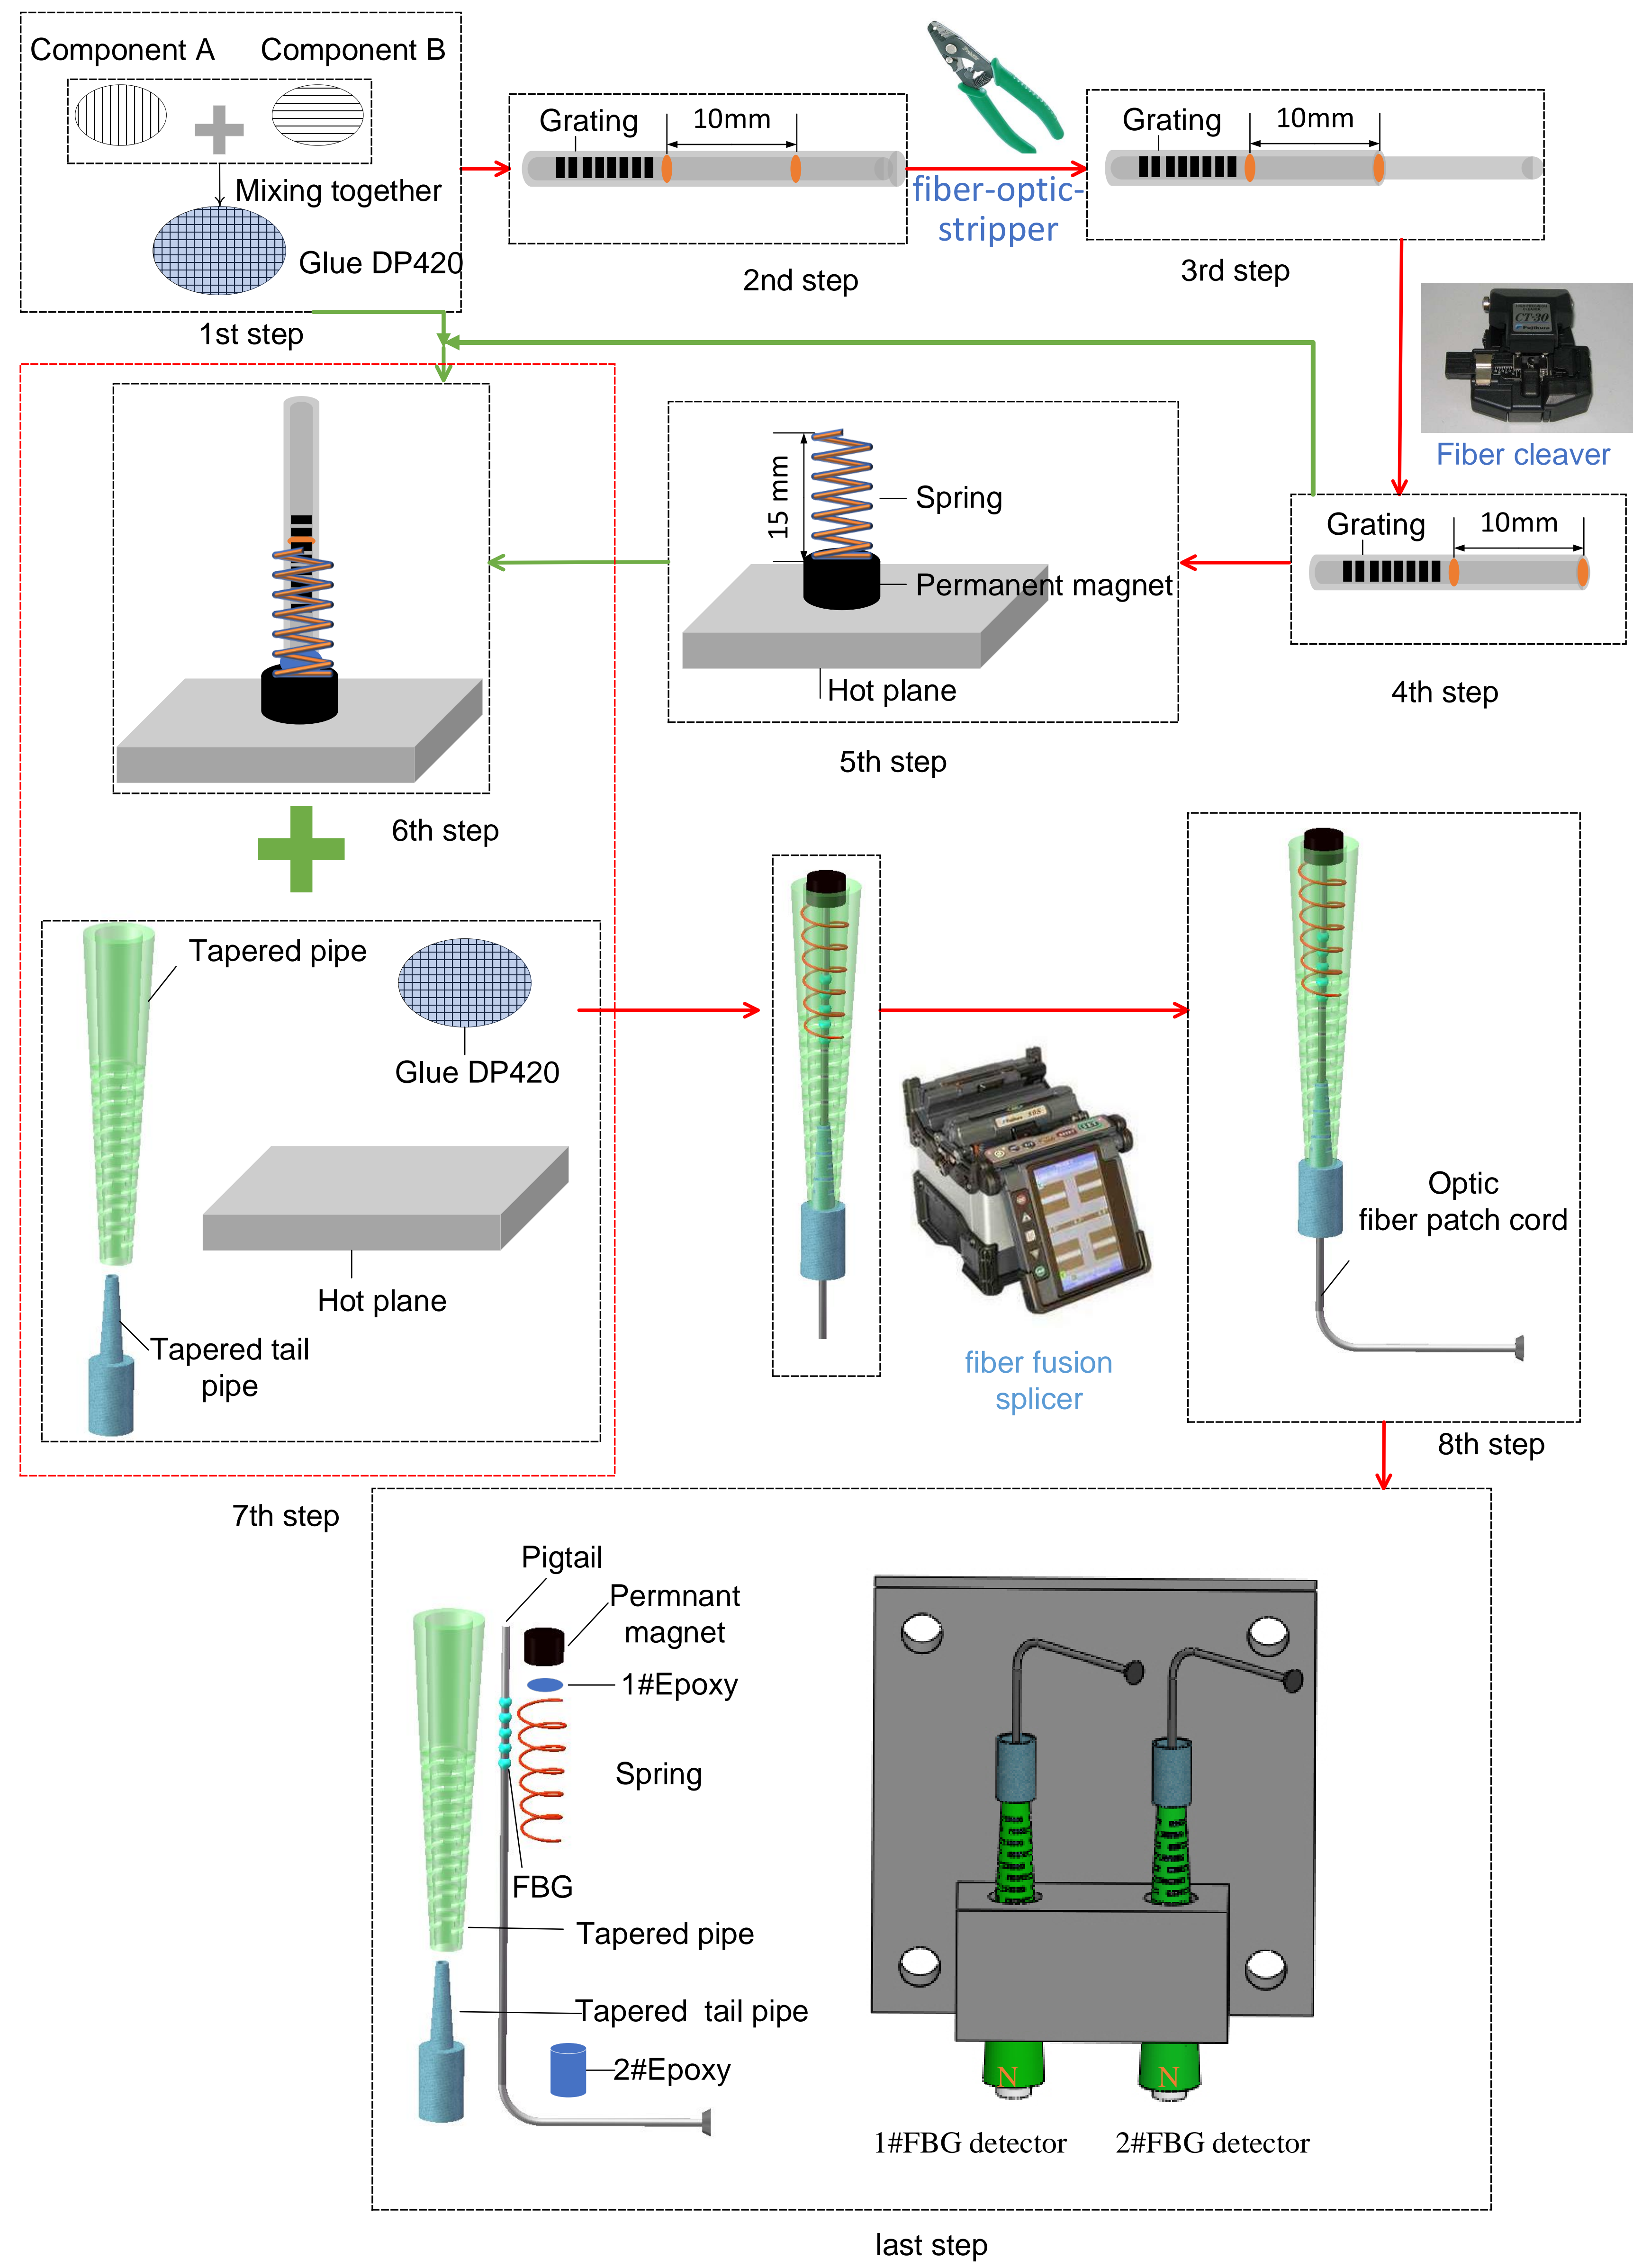 Component A
Component B
Mixing together
Glue DP420
1st step
Grating
10mm
2nd step
fiber-optic-
stripper
Grating
10mm
3rd step
CT-30
Fujikura
Fiber cleaver
Grating
10mm
4th step
15 mm
Spring
Permanent magnet
Hot plane
5th step
6th step
Tapered pipe
Glue DP420
Hot plane
Tapered tail
pipe
7th step
fiber fusion
splicer
Optic
fiber patch cord
8th step
Pigtail
Permnant
magnet
1#Epoxy
Spring
FBG
Tapered pipe
Tapered tail pipe
2#Epoxy
N
N
1#FBG detector
2#FBG detector
last step